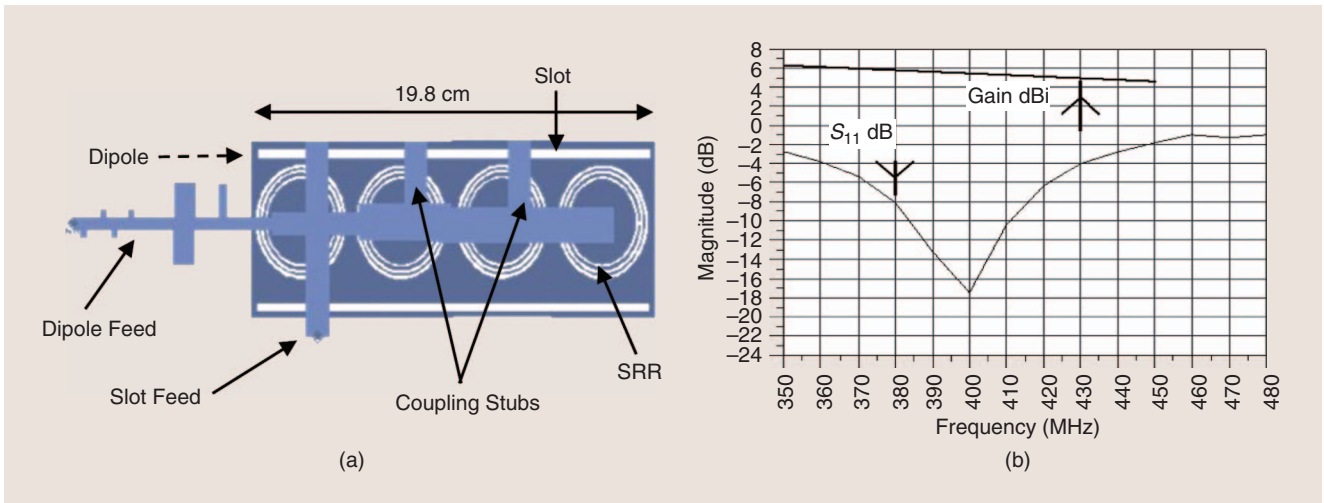 19.8 cm
Slot
Dipole
Dipole Feed
Slot Feed
Coupling Stubs
SRR
(a)
8
6
4
2
0
–2
–4
–6
–8
–10
–12
–14
–16
–18
–20
–22
–24
Magnitude (dB)
Gain dBi
S11 dB
350
360
370
380
390
400
410
420
430
440
450
460
470
480
Frequency (MHz)
(b)